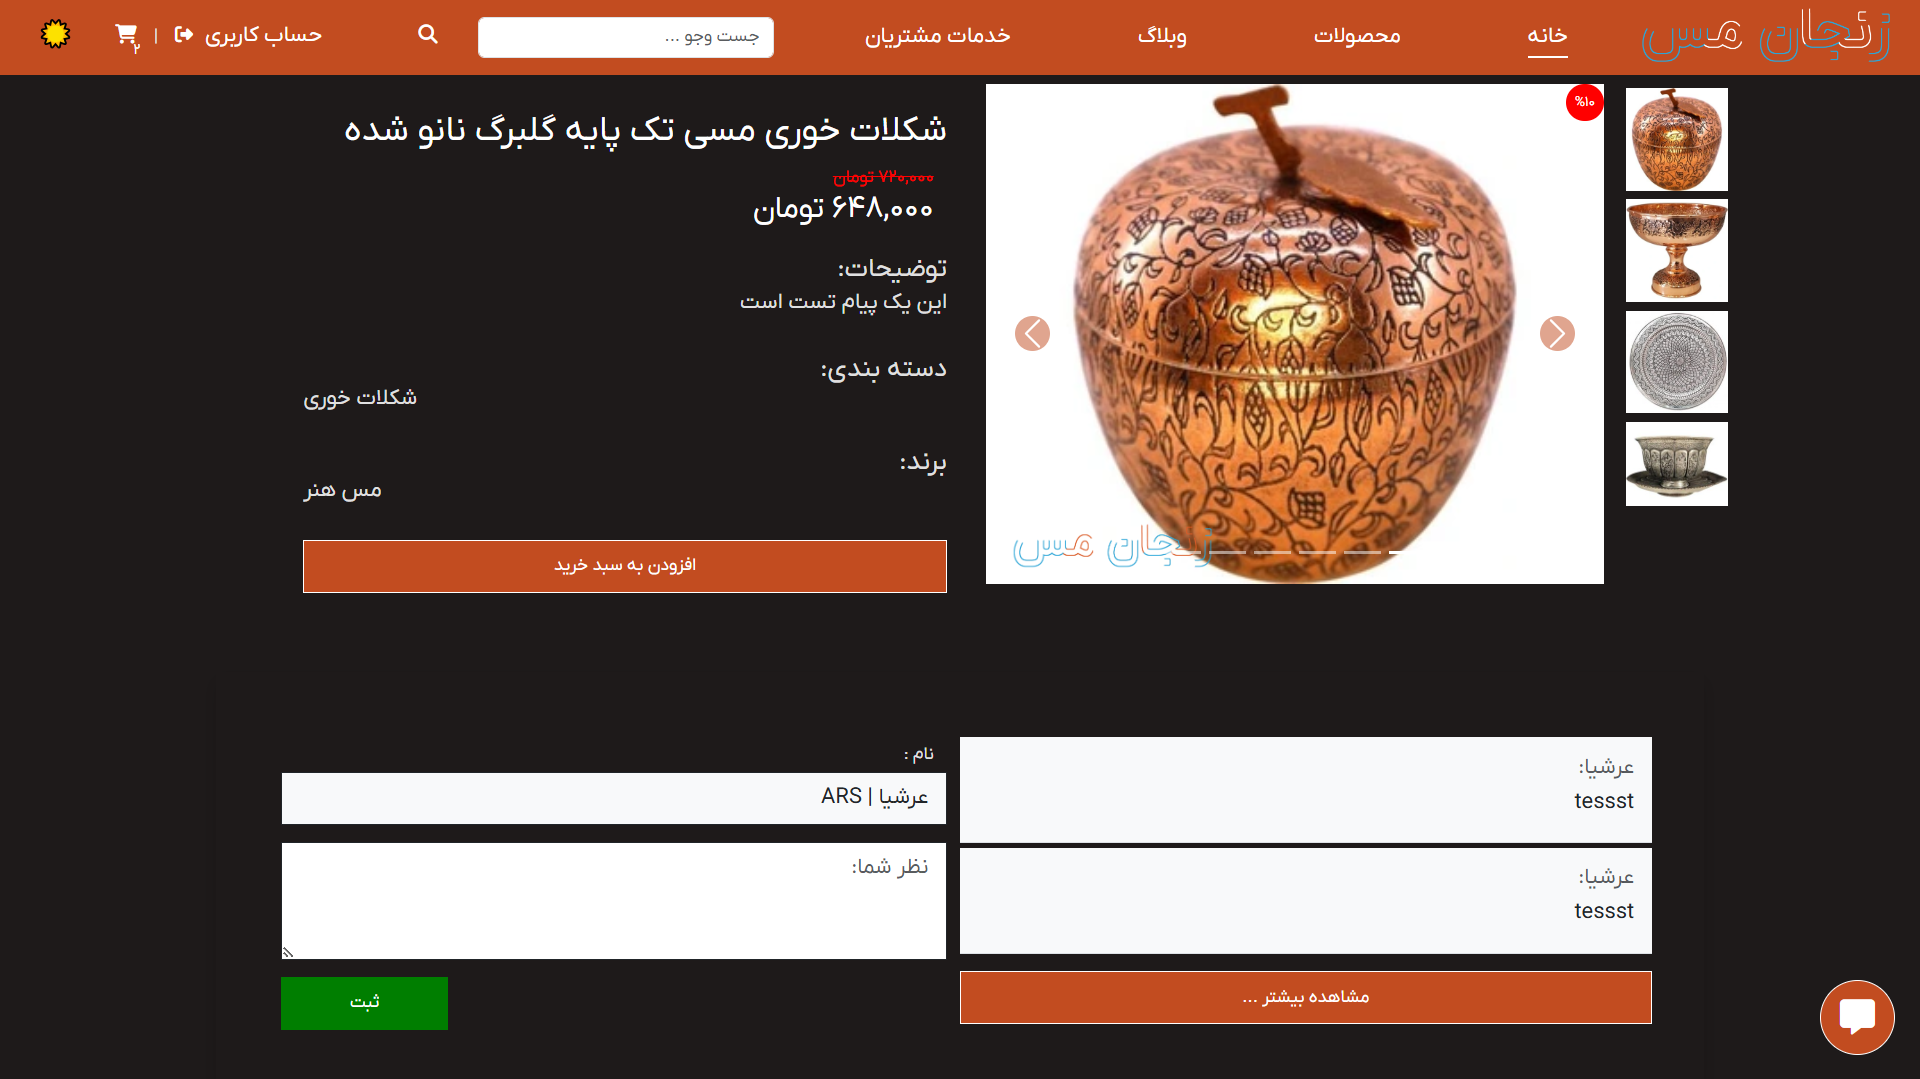 زنجان مس
خانه
محصولات
وبلاگ
خدمات مشتریان
جست وجو ...
حساب کاربری
|
۲
%۱۰
زنجان مس
شکلات خوری مسی تک پایه گلبرگ نانو شده
۷۲۰,۰۰۰ تومان
۶۴۸,۰۰۰ تومان
توضیحات:
این یک پیام تست است
دسته بندی:
شکلات خوری
برند:
مس هنر
افزودن به سبد خرید
عرشیا:
tessst
عرشیا:
tessst
مشاهده بیشتر ...
نام :
عرشیا | ARS
نظر شما:
ثبت